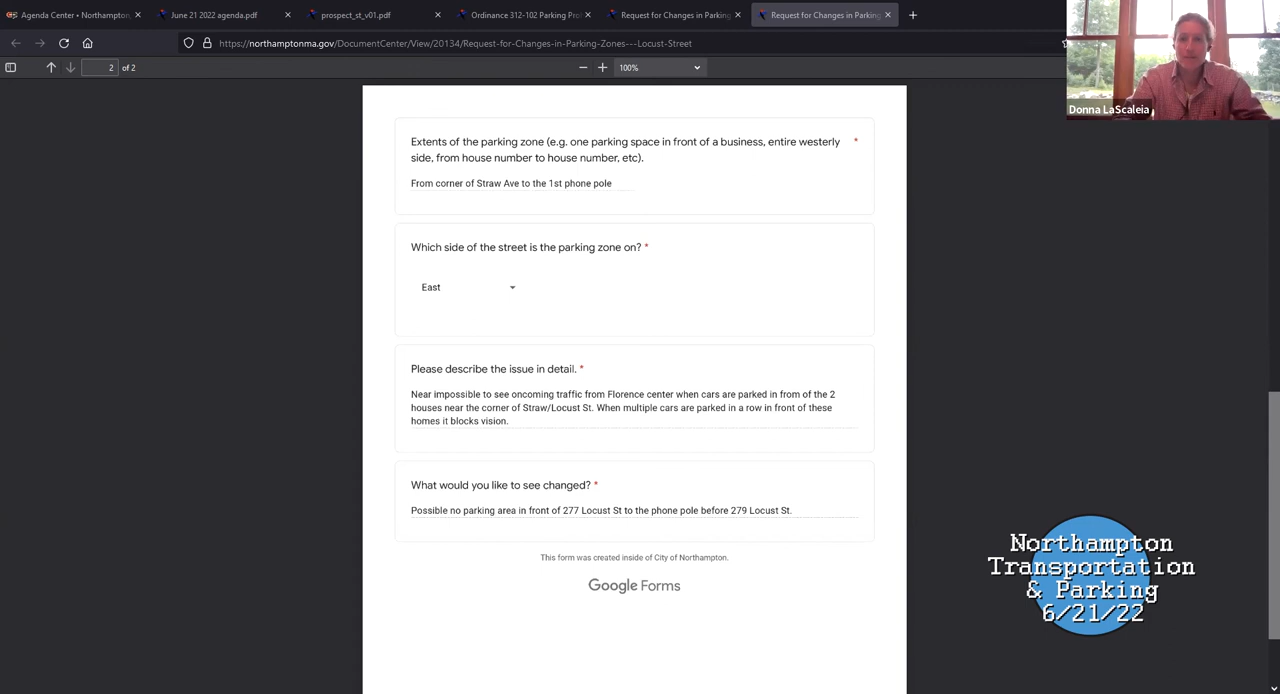 Agenda Center • Northampton,
June 21 2022 agenda.pdf
prospect_st_v01.pdf
Ordinance 312-102 Parking Pro
Request for Changes in Parking
Request for Changes in Parking
https://northamptonma.gov/DocumentCenter/View/20134/Request-for-Changes-in-Parking-Zones---Locust-Street
2 of 2
100%
Donna LaScaleia
Extents of the parking zone (e.g. one parking space in front of a business, entire westerly *
side, from house number to house number, etc).
From corner of Straw Ave to the 1st phone pole
Which side of the street is the parking zone on? *
East
Please describe the issue in detail. *
Near impossible to see oncoming traffic from Florence center when cars are parked in from of the 2
houses near the corner of Straw/Locust St. When multiple cars are parked in a row in front of these
homes it blocks vision.
What would you like to see changed? *
Possible no parking area in front of 277 Locust St to the phone pole before 279 Locust St.
This form was created inside of City of Northampton.
Google Forms
Northampton
Transportation
& Parking
6/21/22